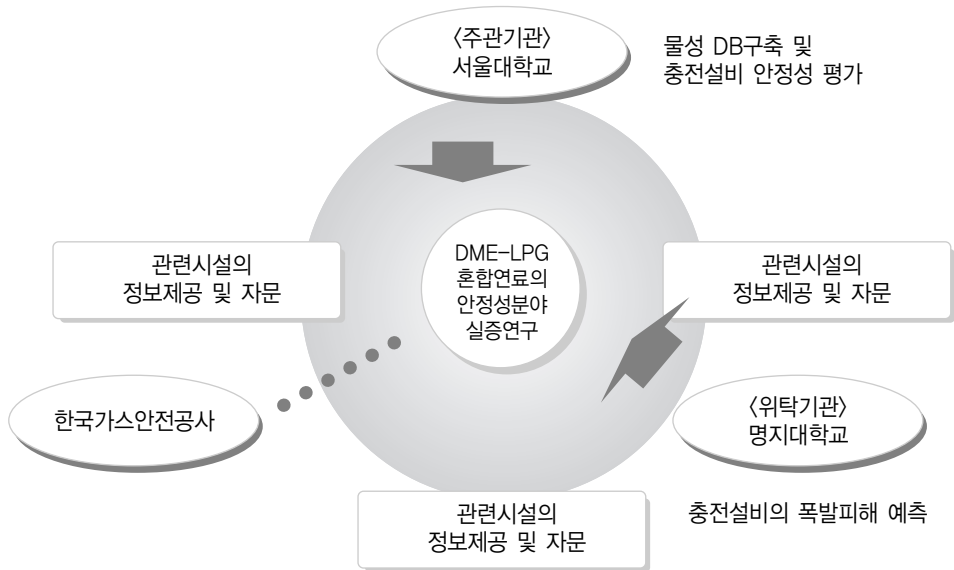 〈주관기관〉
서울대학교
물성 DB구축 및
충전설비 안정성 평가
관련시설의
정보제공 및 자문
DME-LPG
혼합연료의
안정성분야
실증연구
관련시설의
정보제공 및 자문
한국가스안전공사
〈위탁기관〉
명지대학교
관련시설의
정보제공 및 자문
충전설비의 폭발피해 예측